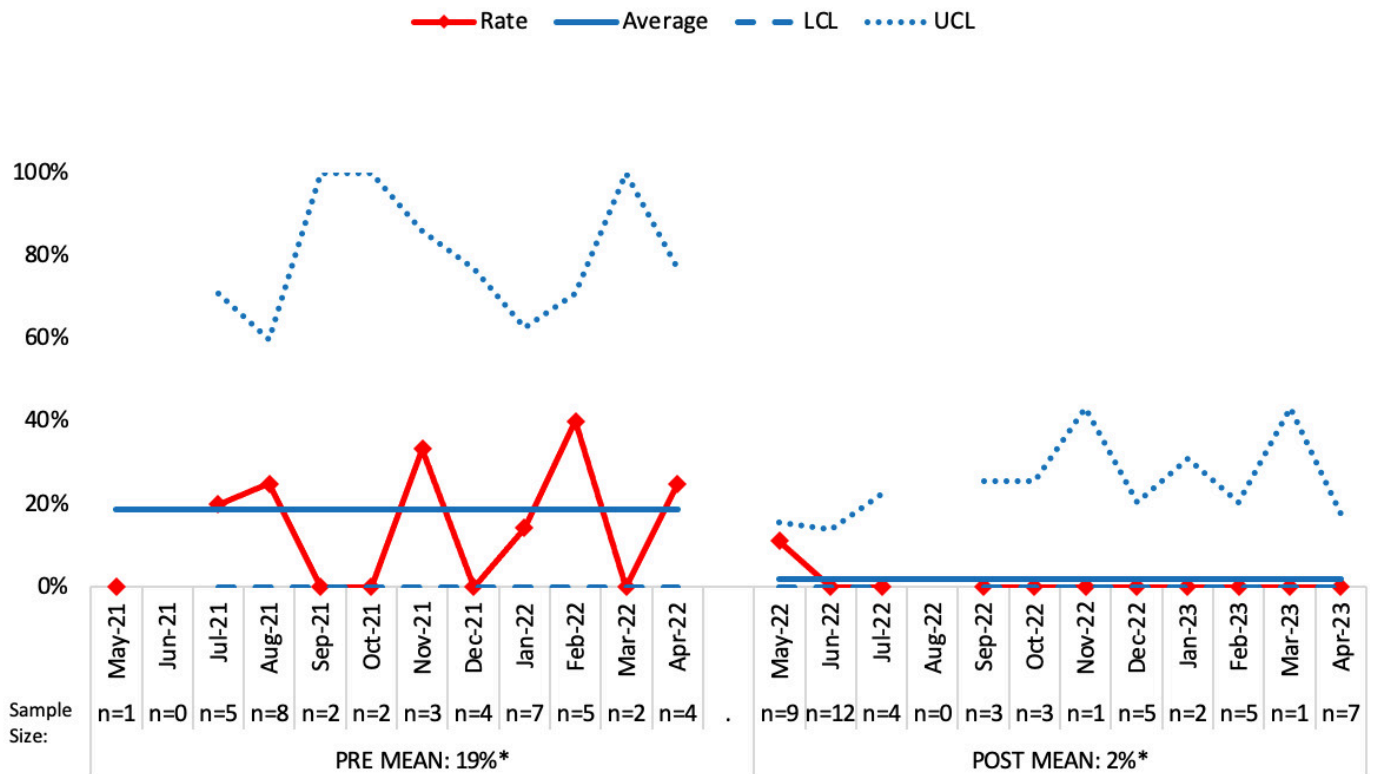 Rate Average LCL UCL
100%
80%
60%
40%
20%
0%
May-21 Jun-21 Jul-21 Aug-21 Sep-21 Oct-21 Nov-21 Dec-21 Jan-22 Feb-22 Mar-22 Apr-22 May-22 Jun-22 Jul-22 Aug-22 Sep-22 Oct-22 Nov-22 Dec-22 Jan-23 Feb-23 Mar-23 Apr-23
Sample
Size:
n=1 n=0 n=5 n=8 n=2 n=2 n=3 n=4 n=7 n=5 n=2 n=4 . n=9 n=12 n=4 n=0 n=3 n=3 n=1 n=5 n=2 n=5 n=1 n=7
PRE MEAN: 19%* POST MEAN: 2%*